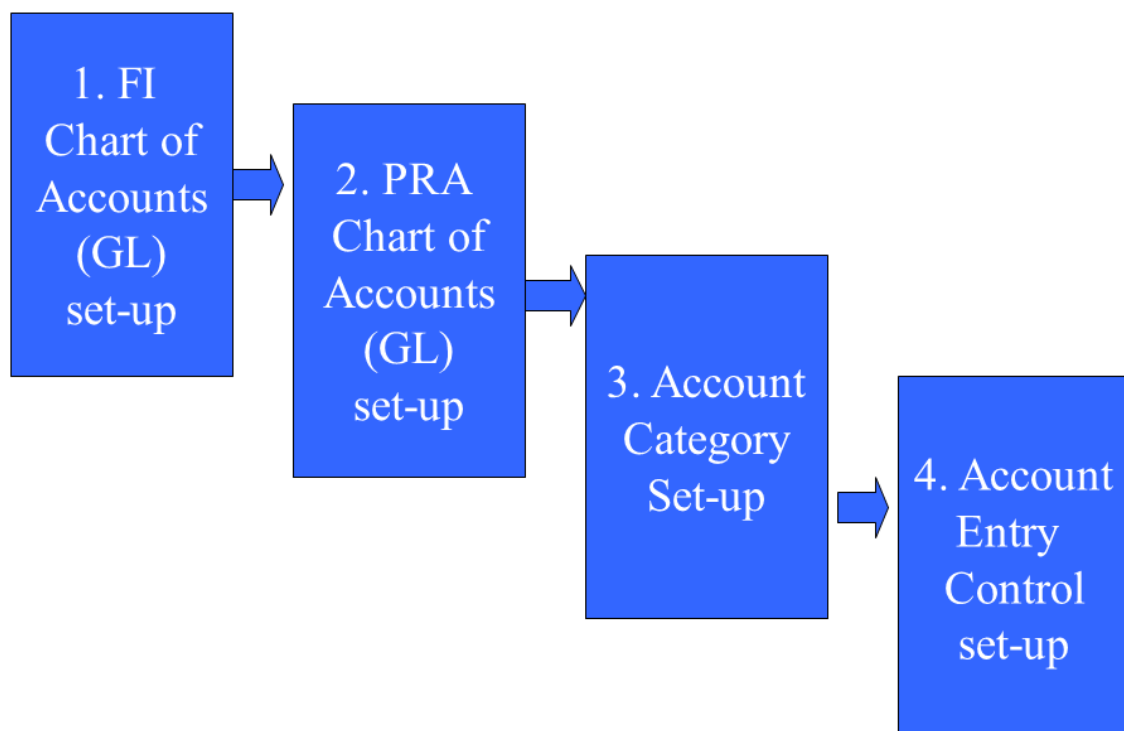 1. FI
Chart of
Accounts
(GL)
set-up
2. PRA
Chart of
Accounts
(GL)
set-up
3. Account
Category
Set-up
4. Account
Entry
Control
set-up